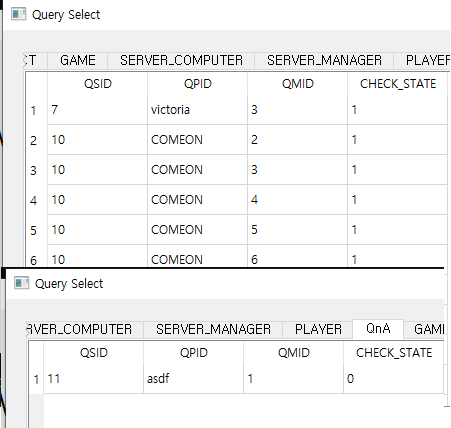 Query Select
CT GAME SERVER_COMPUTER SERVER_MANAGER PLAYER
QSID QPID QMID CHECK_STATE
1 7 victoria 3 1
2 10 COMEON 2 1
3 10 COMEON 3 1
4 10 COMEON 4 1
5 10 COMEON 5 1
6 10 COMEON 6 1
Query Select
RVER_COMPUTER SERVER_MANAGER PLAYER QnA GAM
QSID QPID QMID CHECK_STATE
1 11 asdf 1 0